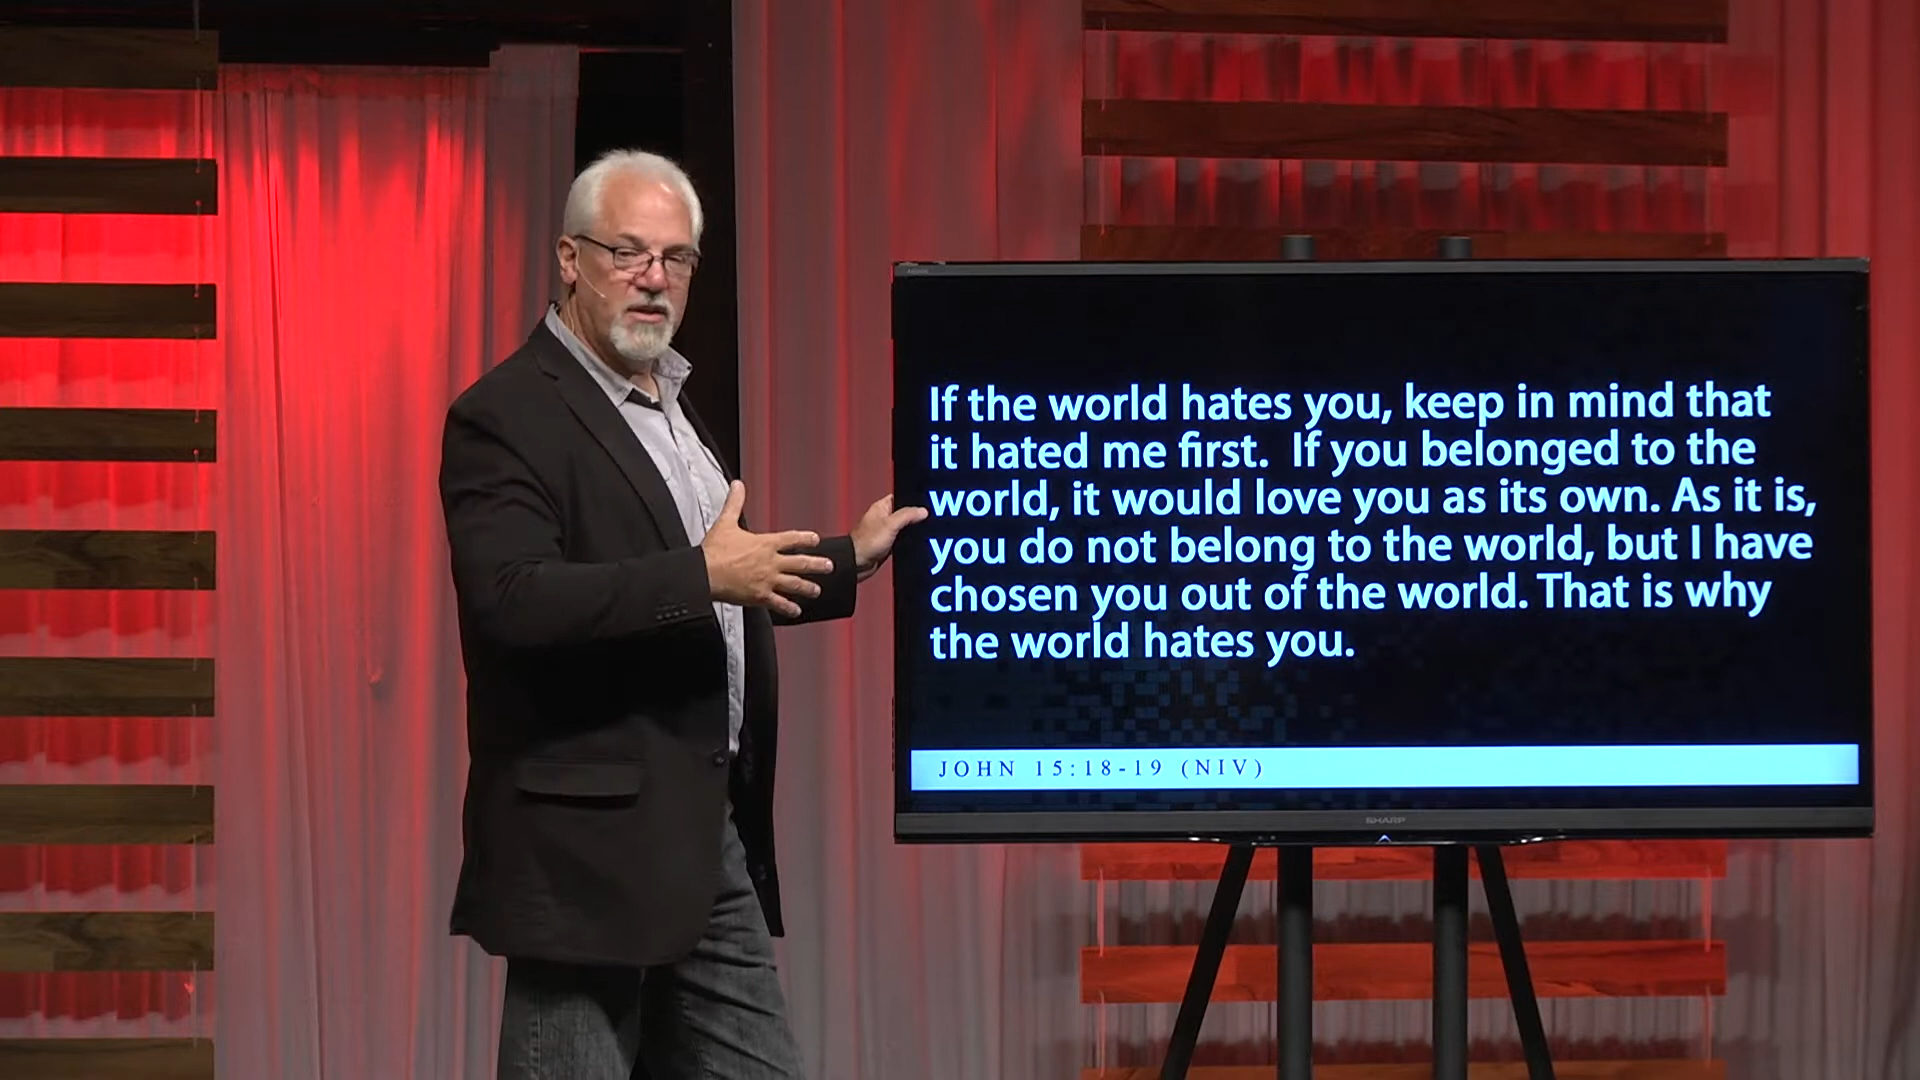 If the world hates you, keep in mind that
it hated me first.  If you belonged to the
world, it would love you as its own. As it is,
you do not belong to the world, but I have
chosen you out of the world. That is why
the world hates you.
JOHN 15:18-19 (NIV)
SHARP